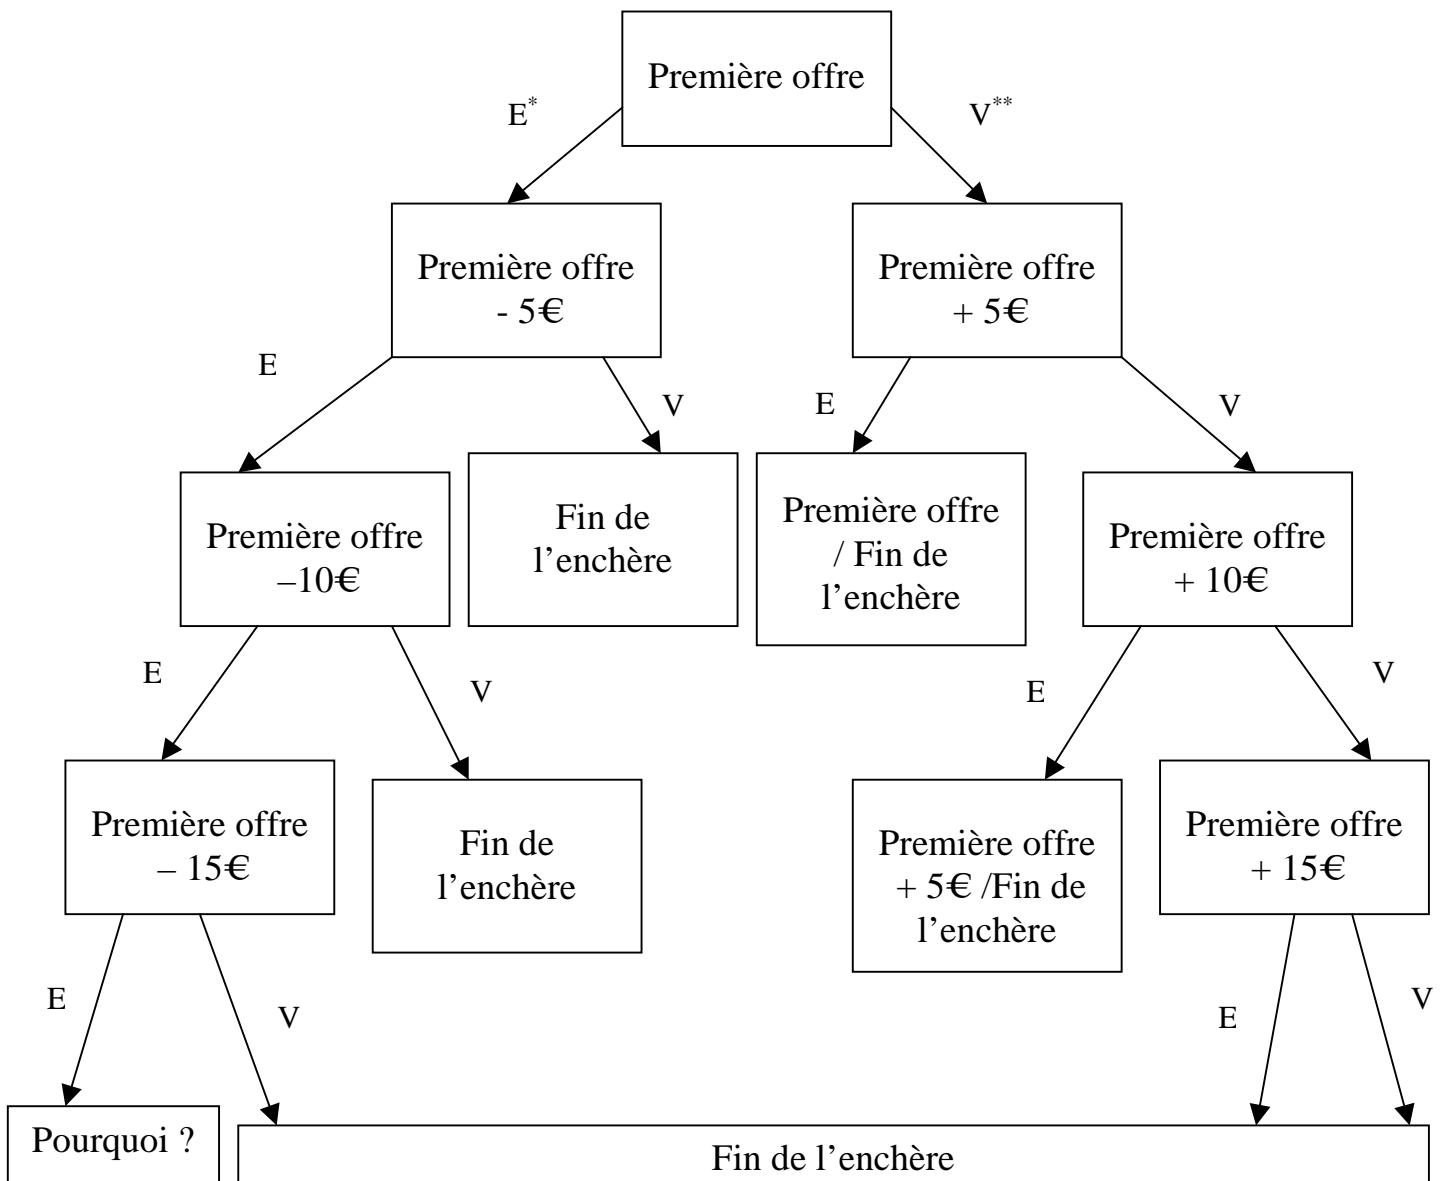 Première offre
E*
V**
Première offre
- 5€
Première offre
+ 5€
E
V
E
V
Première offre
–10€
Fin de
l’enchère
Première offre
/ Fin de
l’enchère
Première offre
+ 10€
E
V
E
V
Première offre
– 15€
Fin de
l’enchère
Première offre
+ 5€ /Fin de
l’enchère
Première offre
+ 15€
E
V
E
V
Pourquoi ?
Fin de l’enchère